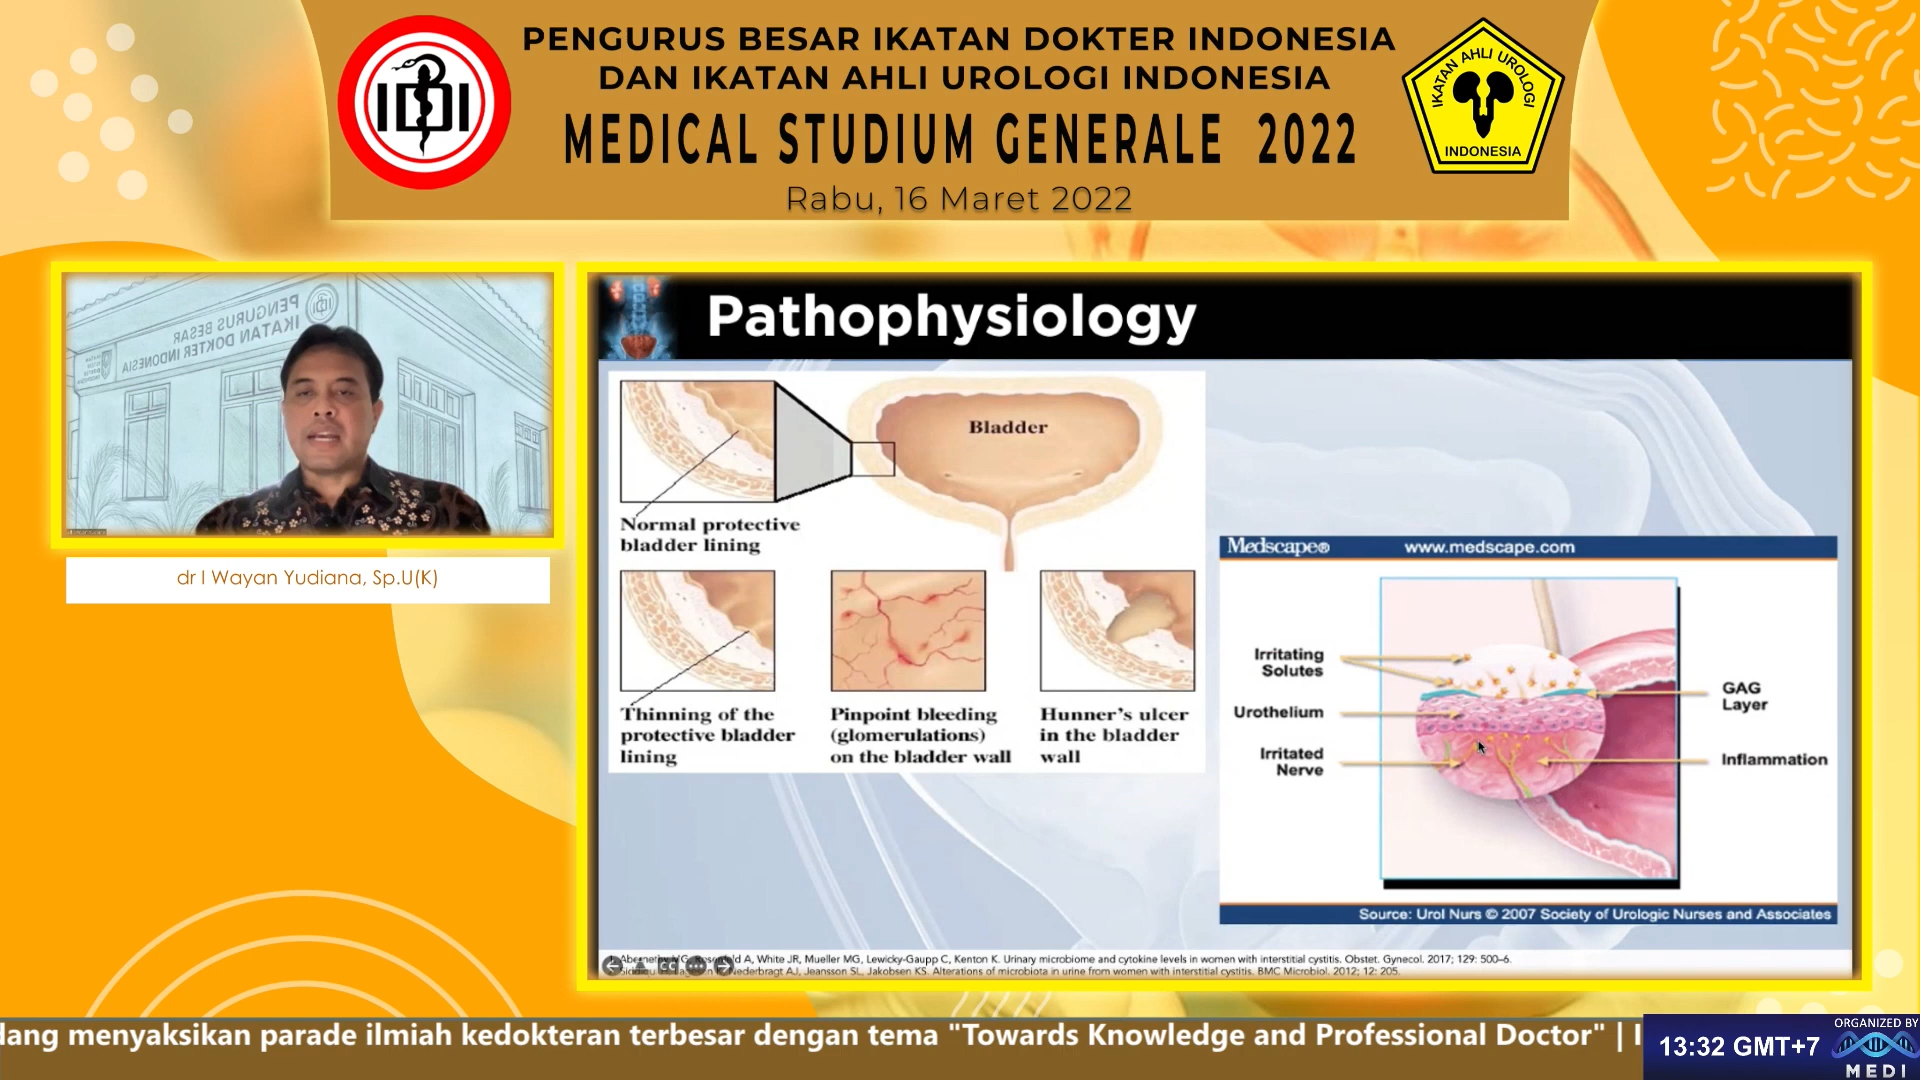 PENGURUS BESAR IKATAN DOKTER INDONESIA
DAN IKATAN AHLI UROLOGI INDONESIA
MEDICAL STUDIUM GENERALE 2022
Rabu, 16 Maret 2022
IDI
IKATAN AHLI UROLOGI
INDONESIA
PENGURUS BESAR
IKATAN DOKTER INDONESIA
dr I Wayan Yudiana, Sp.U(K)
Pathophysiology
Bladder
Normal protective
bladder lining
Thinning of the
protective bladder
lining
Pinpoint bleeding
(glomerulations)
on the bladder wall
Hunner's ulcer
in the bladder
wall
Medscape® www.medscape.com
Irritating
Solutes
Urothelium
Irritated
Nerve
GAG
Layer
Inflammation
Source: Urol Nurs © 2007 Society of Urologic Nurses and Associates
A, White JR, Mueller MG, Lewicky-Gaupp C, Kenton K. Urinary microbiome and cytokine levels in women with interstitial cystitis. Obstet. Gynecol. 2017; 129: 500–6.
K, Nederbragt AJ, Jeansson SL, Jakobsen KS. Alterations of microbiota in urine from women with interstitial cystitis. BMC Microbiol. 2012; 12: 205.
dang menyaksikan parade ilmiah kedokteran terbesar dengan tema "Towards Knowledge and Professional Doctor" | I
13:32 GMT+7
ORGANIZED BY
MEDI